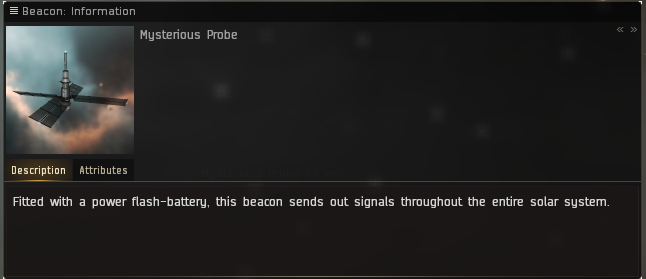 Beacon: Information
Mysterious Probe
« »
Description Attributes
Fitted with a power flash-battery, this beacon sends out signals throughout the entire solar system.